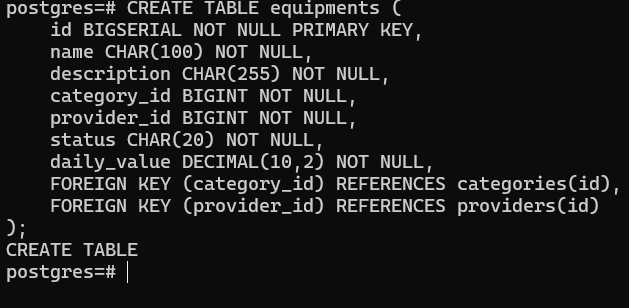 postgres=# CREATE TABLE equipments (
    id BIGSERIAL NOT NULL PRIMARY KEY,
    name CHAR(100) NOT NULL,
    description CHAR(255) NOT NULL,
    category_id BIGINT NOT NULL,
    provider_id BIGINT NOT NULL,
    status CHAR(20) NOT NULL,
    daily_value DECIMAL(10,2) NOT NULL,
    FOREIGN KEY (category_id) REFERENCES categories(id),
    FOREIGN KEY (provider_id) REFERENCES providers(id)
);
CREATE TABLE
postgres=#